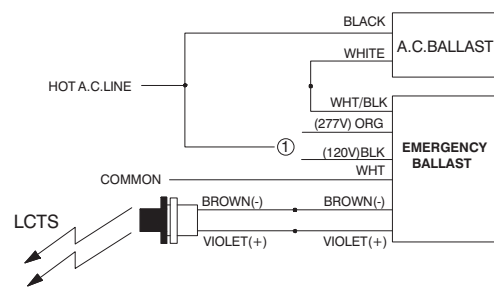 BLACK
A.C.BALLAST
WHITE
HOT A.C.LINE
WHT/BLK
(277V) ORG
①
EMERGENCY
BALLAST
(120V)BLK
WHT
COMMON
BROWN(-) BROWN(-)
LCTS
VIOLET(+) VIOLET(+)